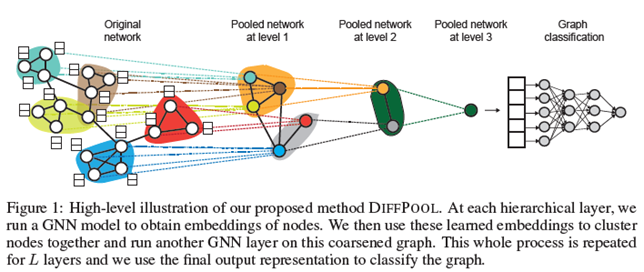 Original network
Pooled network at level 1
Pooled network at level 2
Pooled network at level 3
Graph classification
Figure 1: High-level illustration of our proposed method DIFFPOOL. At each hierarchical layer, we
run a GNN model to obtain embeddings of nodes. We then use these learned embeddings to cluster
nodes together and run another GNN layer on this coarsened graph. This whole process is repeated
for L layers and we use the final output representation to classify the graph.